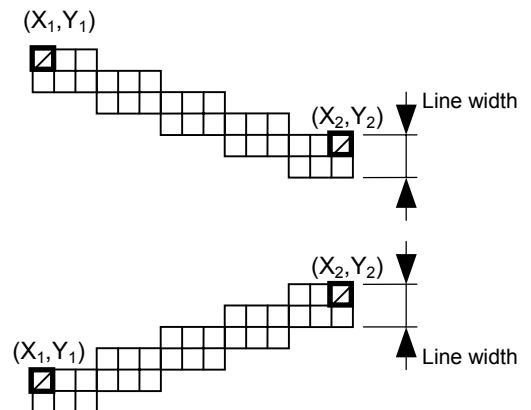 (X1,Y1)
Line width
(X2,Y2)
(X2,Y2)
(X1,Y1)
Line width